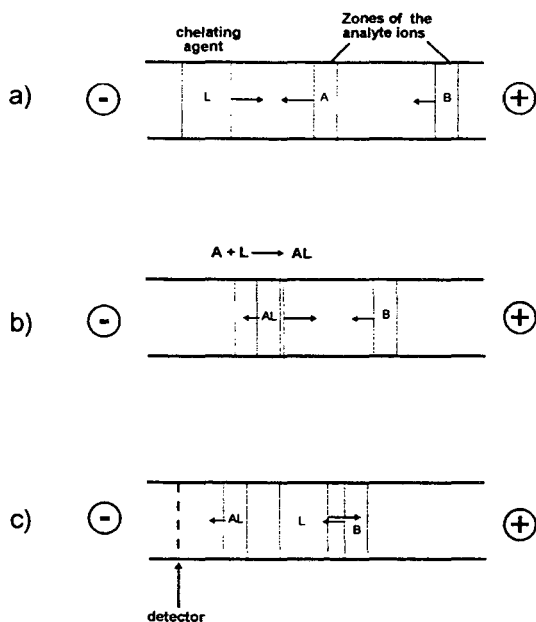 chelating
agent
Zones of the
analyte ions
a)
-
L
A
B
+
A + L → AL
b)
-
AL
B
+
c)
-
AL
L
B
+
detector